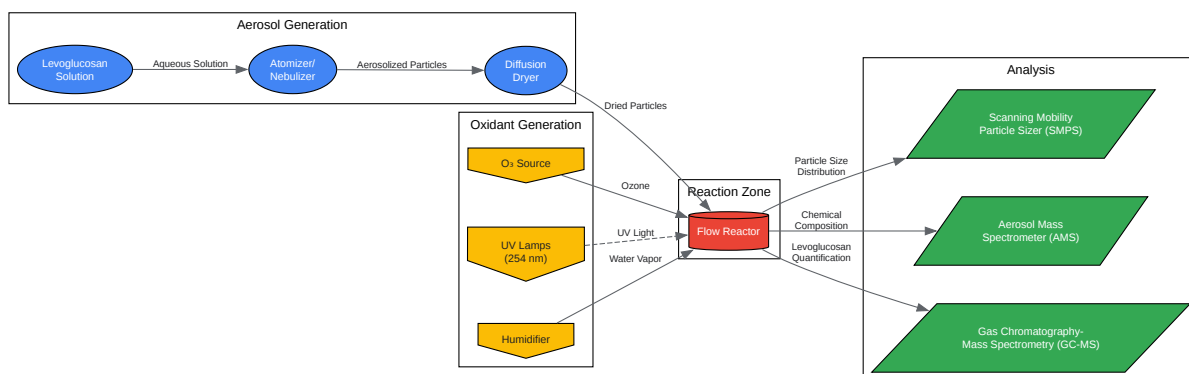 Aerosol Generation
Levoglucosan
Solution
Aqueous Solution
Atomizer/
Nebulizer
Aerosolized Particles
Diffusion
Dryer
Dried Particles
Oxidant Generation
O₃ Source
Ozone
UV Lamps
(254 nm)
UV Light
Water Vapor
Humidifier
Reaction Zone
Flow Reactor
Particle Size
Distribution
Chemical
Composition
Levoglucosan
Quantification
Analysis
Scanning Mobility
Particle Sizer (SMPS)
Aerosol Mass
Spectrometer (AMS)
Gas Chromatography-
Mass Spectrometry (GC-MS)